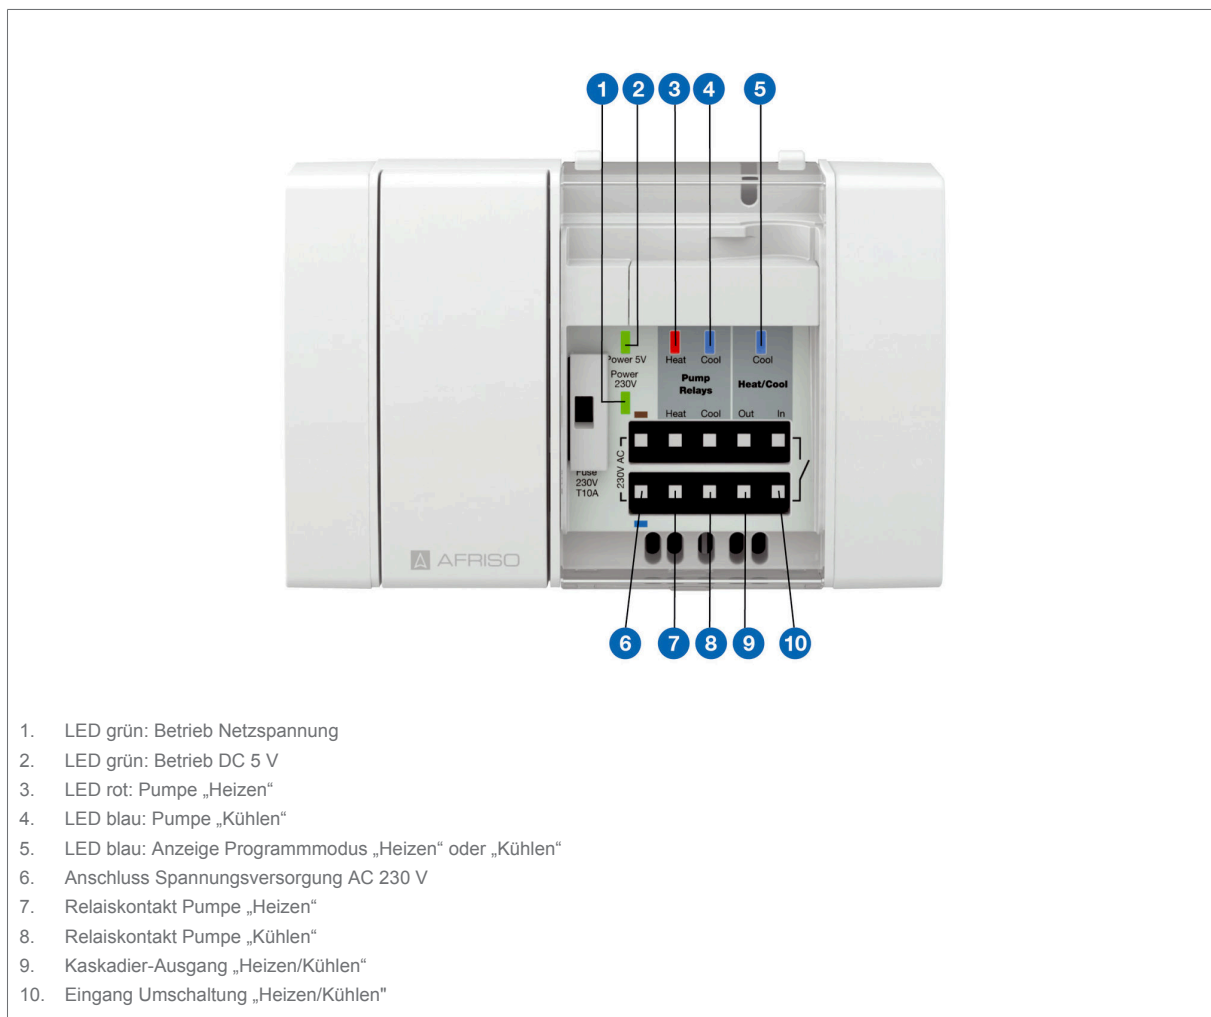 1 2 3 4 5
Power 5V Heat Cool Cool
Power
230V
Pump
Relays
Heat/Cool
Heat Cool Out In
230V AC
Fuse
230V
T10A
AFRISO
6 7 8 9 10
1. LED grün: Betrieb Netzspannung
2. LED grün: Betrieb DC 5 V
3. LED rot: Pumpe „Heizen“
4. LED blau: Pumpe „Kühlen“
5. LED blau: Anzeige Programmmodus „Heizen“ oder „Kühlen“
6. Anschluss Spannungsversorgung AC 230 V
7. Relaiskontakt Pumpe „Heizen“
8. Relaiskontakt Pumpe „Kühlen“
9. Kaskadier-Ausgang „Heizen/Kühlen“
10. Eingang Umschaltung „Heizen/Kühlen"